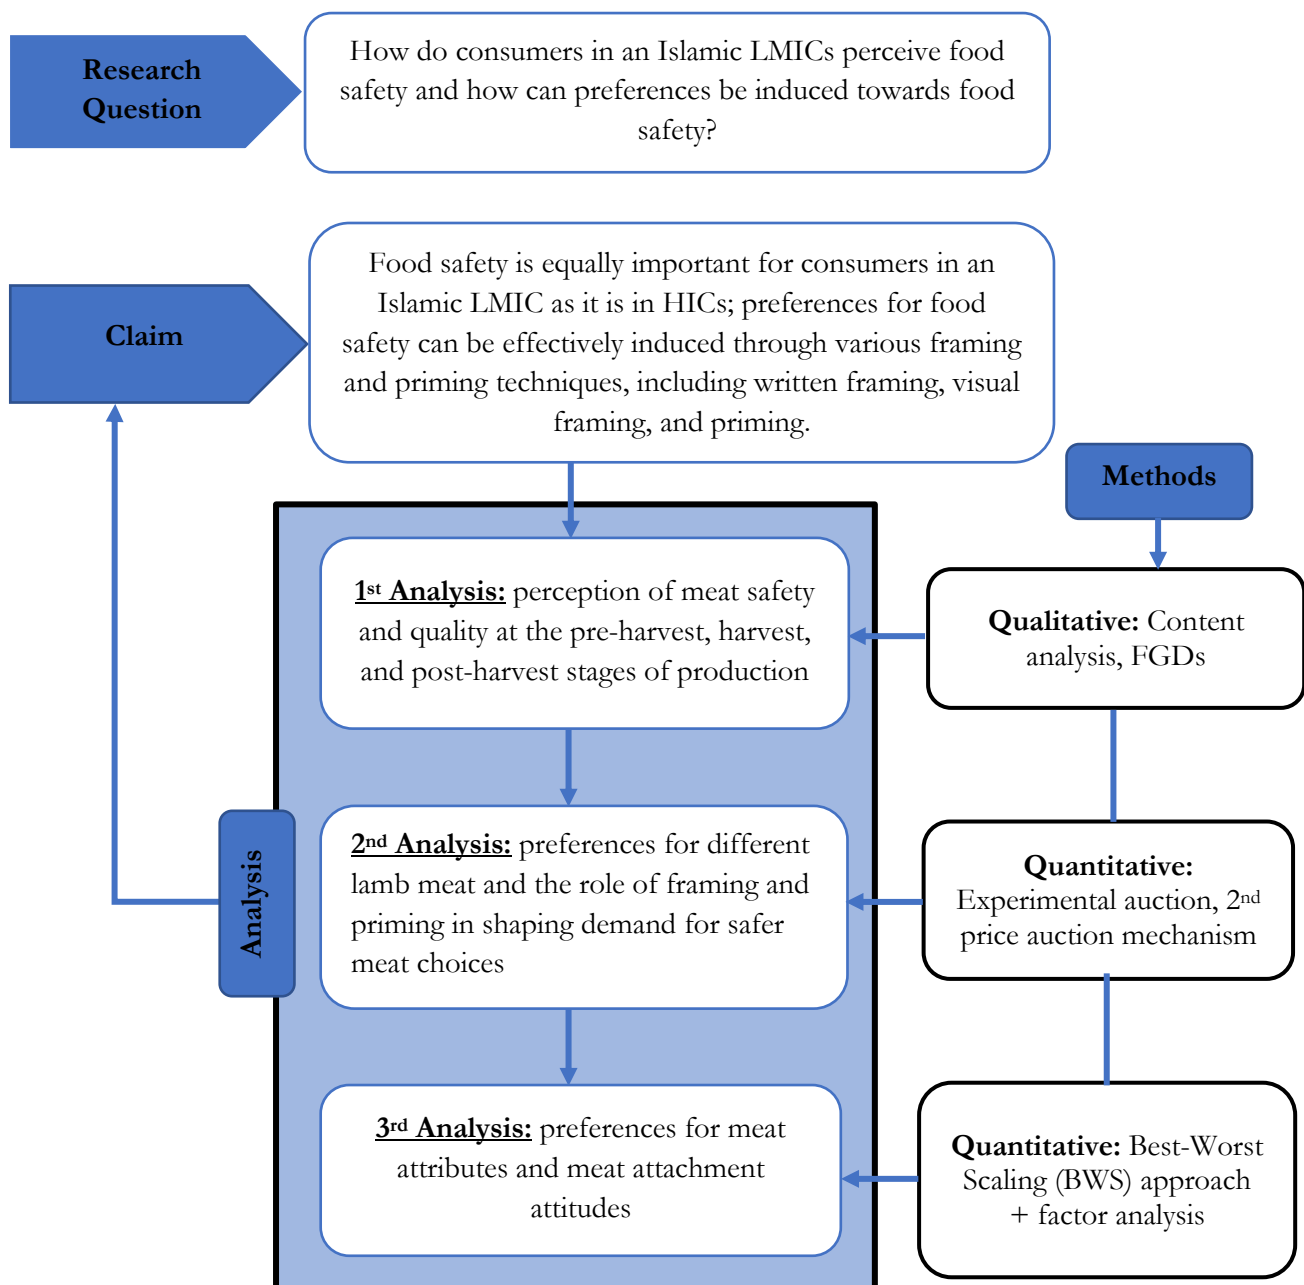 Research
Question
How do consumers in an Islamic LMICs perceive food
safety and how can preferences be induced towards food
safety?
Claim
Food safety is equally important for consumers in an
Islamic LMIC as it is in HICs; preferences for food
safety can be effectively induced through various framing
and priming techniques, including written framing, visual
framing, and priming.
Methods
1st Analysis: perception of meat safety
and quality at the pre-harvest, harvest,
and post-harvest stages of production
Qualitative: Content
analysis, FGDs
Analysis
2nd Analysis: preferences for different
lamb meat and the role of framing and
priming in shaping demand for safer
meat choices
Quantitative:
Experimental auction, 2nd
price auction mechanism
3rd Analysis: preferences for meat
attributes and meat attachment
attitudes
Quantitative: Best-Worst
Scaling (BWS) approach
+ factor analysis